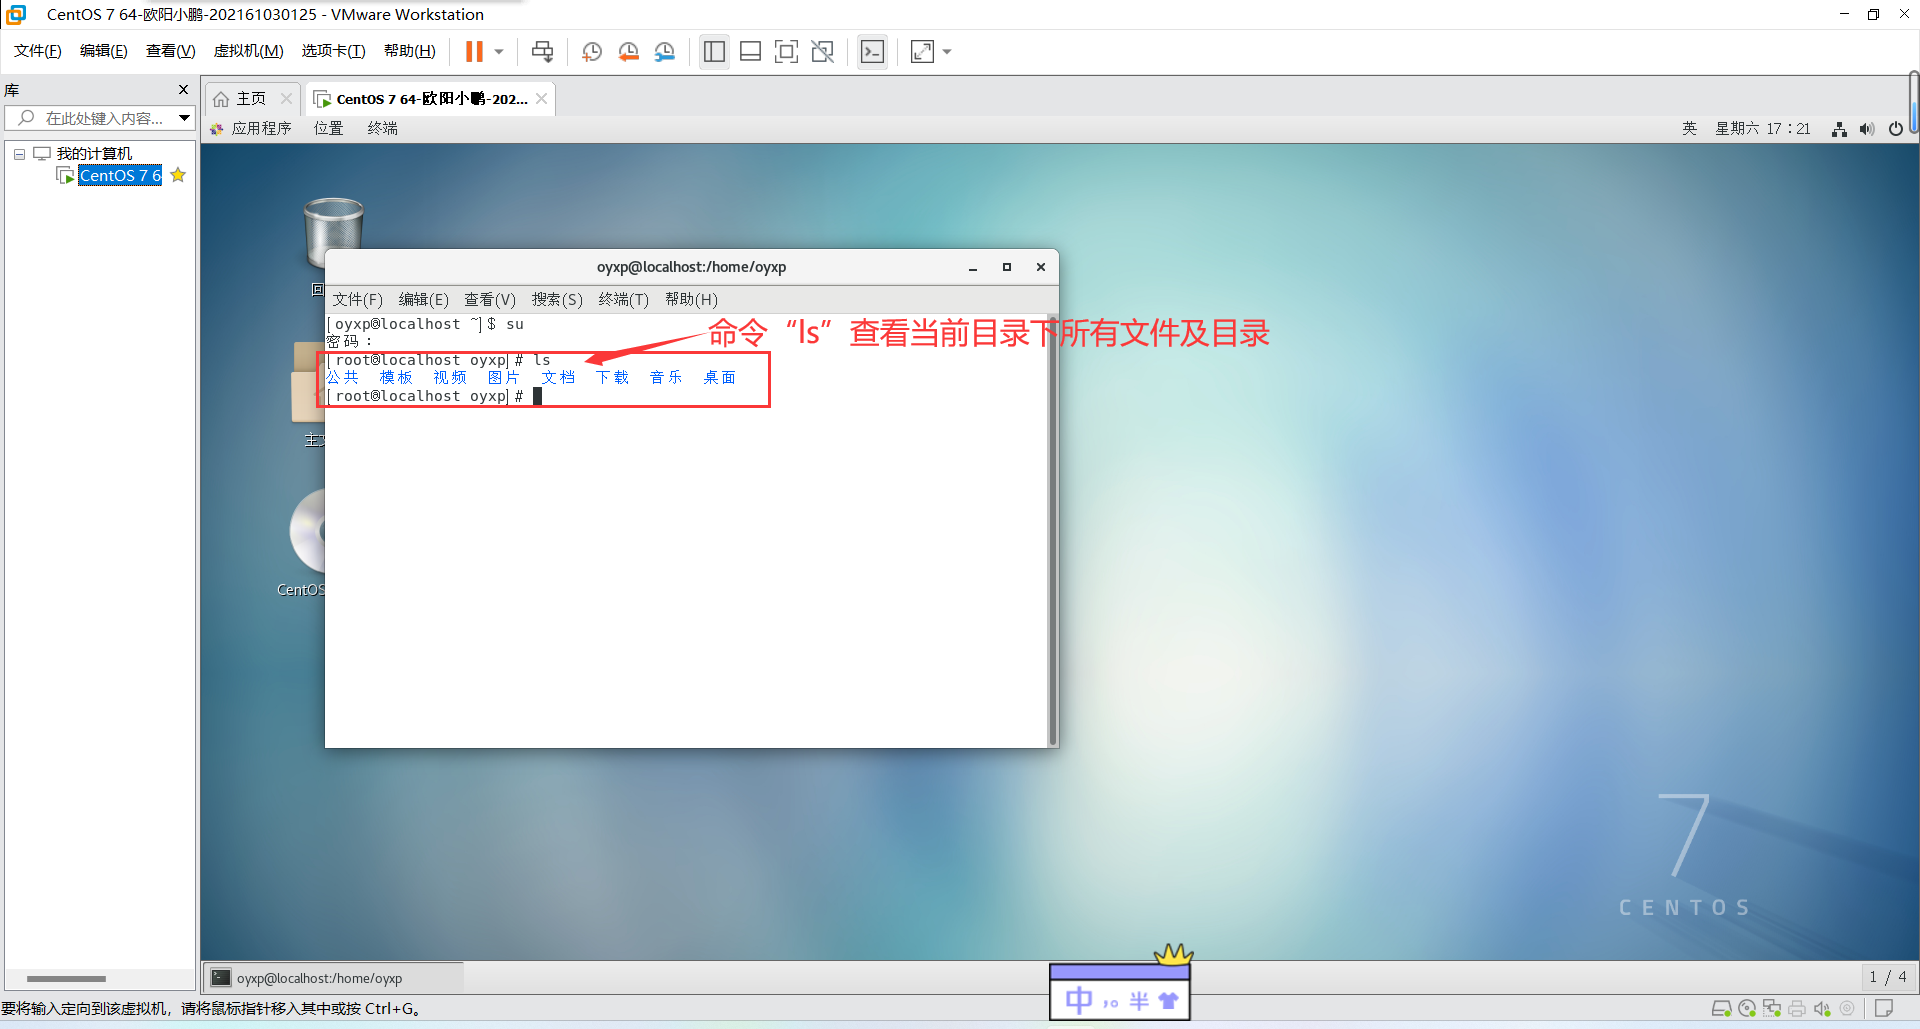 CentOS 7 64-欧阳小鹏-202161030125 - VMware Workstation
文件(F) 编辑(E) 查看(V) 虚拟机(M) 选项卡(T) 帮助(H)
库
在此处键入内容...
我的计算机
CentOS 7 6
主页
CentOS 7 64-欧阳小鹏-202...
应用程序 位置 终端
英 星期六 17：21
回
主文
CentOS
oyxp@localhost:/home/oyxp
文件(F) 编辑(E) 查看(V) 搜索(S) 终端(T) 帮助(H)
[oyxp@localhost ~]$ su
密码：
[root@localhost oyxp]# ls
公共 模板 视频 图片 文档 下载 音乐 桌面
[root@localhost oyxp]#
命令“ls”查看当前目录下所有文件及目录
7
CENTOS
oyxp@localhost:/home/oyxp
1 / 4
中 ，。 半
要将输入定向到该虚拟机，请将鼠标指针移入其中或按 Ctrl+G。